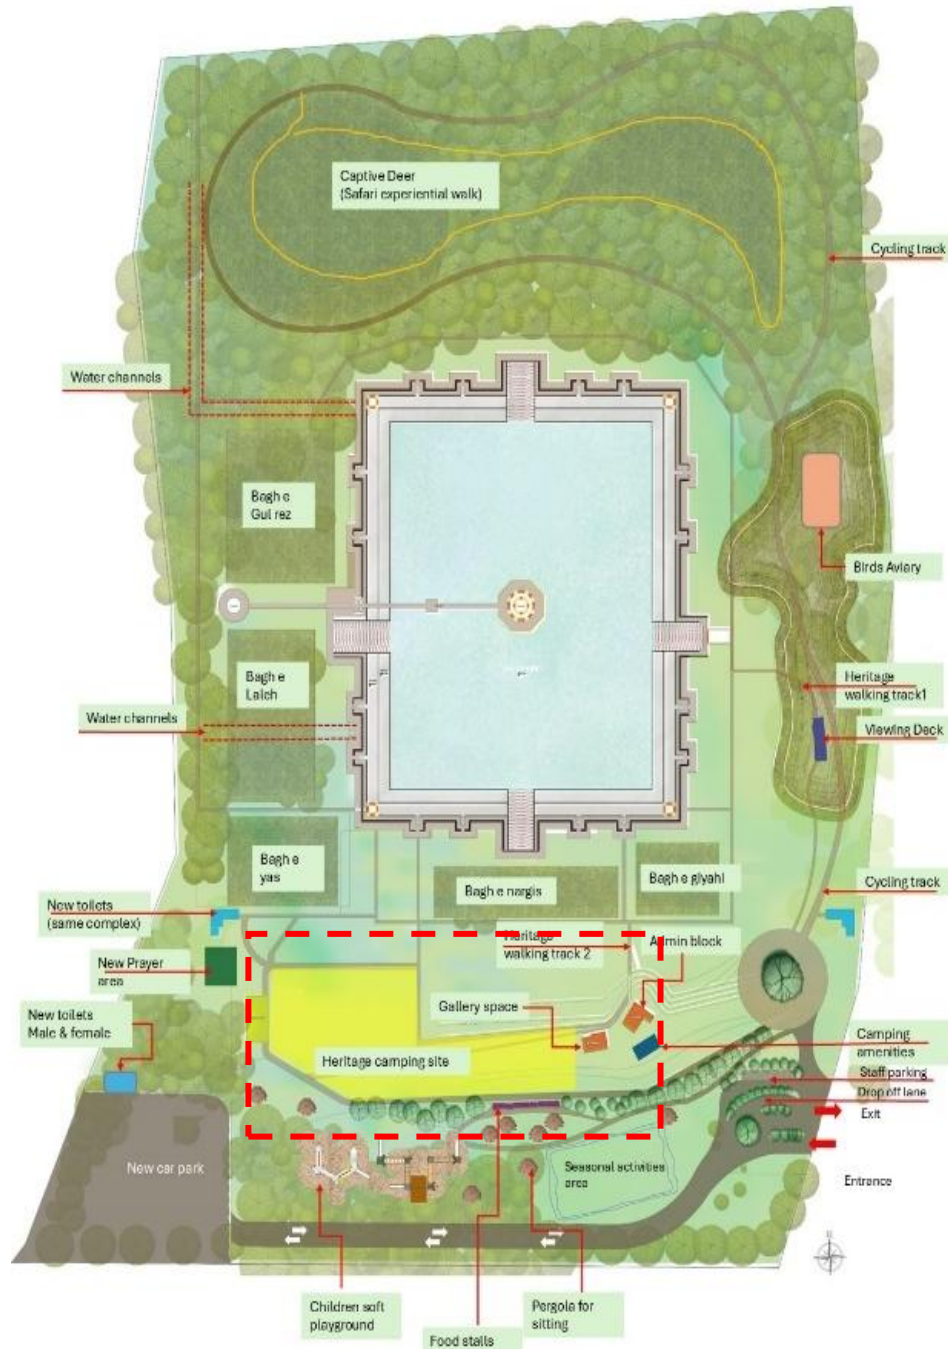 Captive Deer
(Safari experiential walk)
Cycling track
Water channels
Bagh e
Gul rez
Birds Aviary
Bagh e
Laleh
Heritage
walking track1
Water channels
Viewing Deck
Bagh e
yas
Bagh e nargis
Bagh e giyahi
Cycling track
New toilets
(same complex)
Heritage
walking track 2
Admin block
New Prayer
area
Gallery space
New toilets
Male & female
Heritage camping site
Camping
amenities
Staff parking
Drop off lane
Exit
New car park
Seasonal activities
area
Entrance
Children soft
playground
Pergola for
sitting
Food stalls